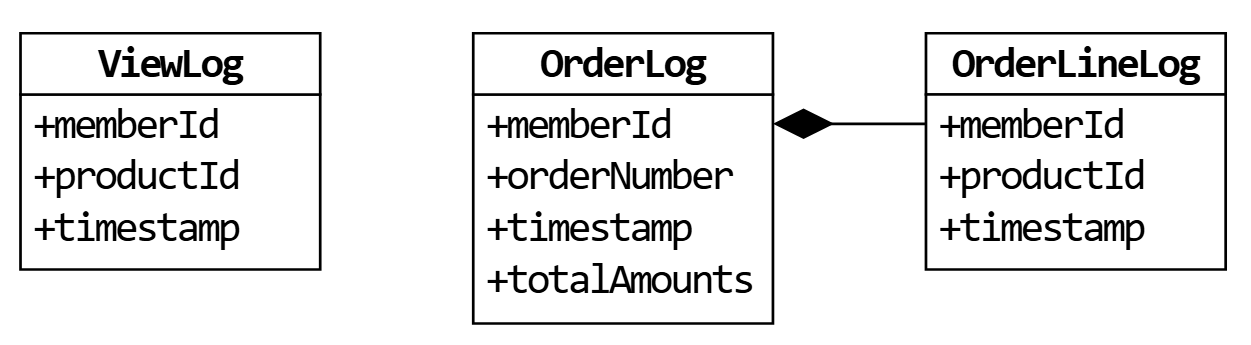 ViewLog
+memberId
+productId
+timestamp
OrderLog
+memberId
+orderNumber
+timestamp
+totalAmounts
OrderLineLog
+memberId
+productId
+timestamp